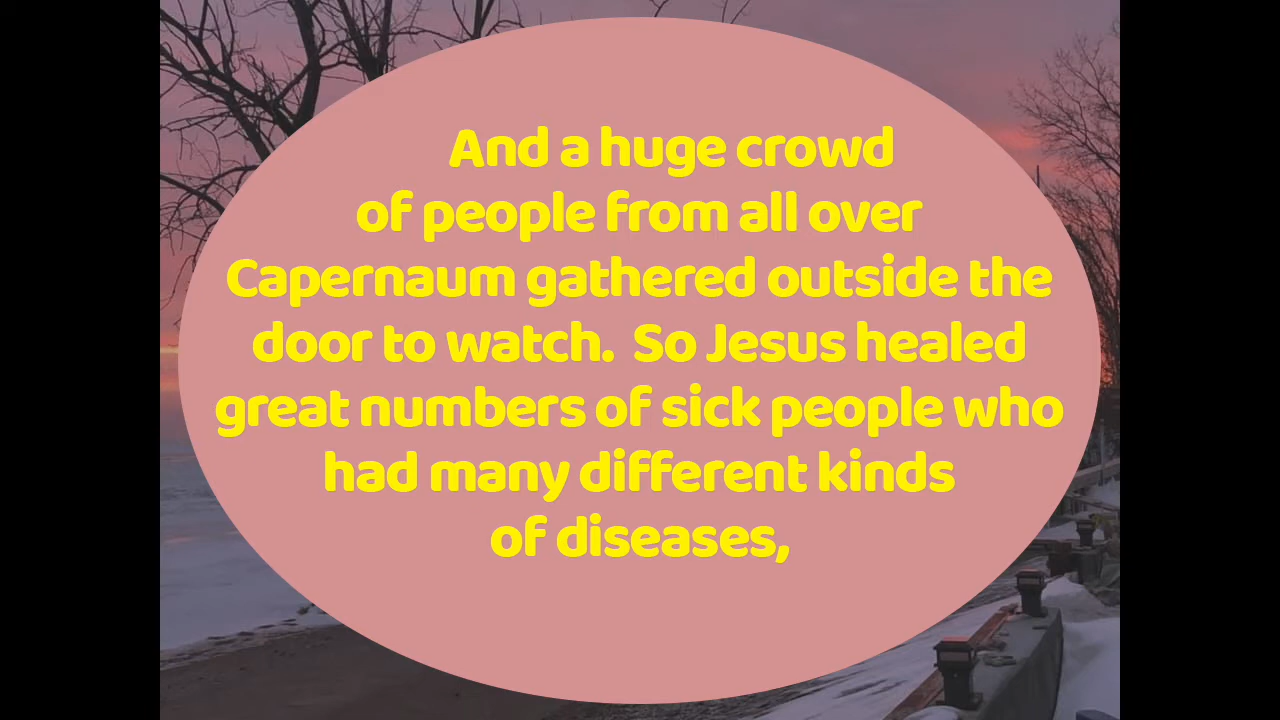 And a huge crowd
of people from all over
Capernaum gathered outside the
door to watch.  So Jesus healed
great numbers of sick people who
had many different kinds
of diseases,